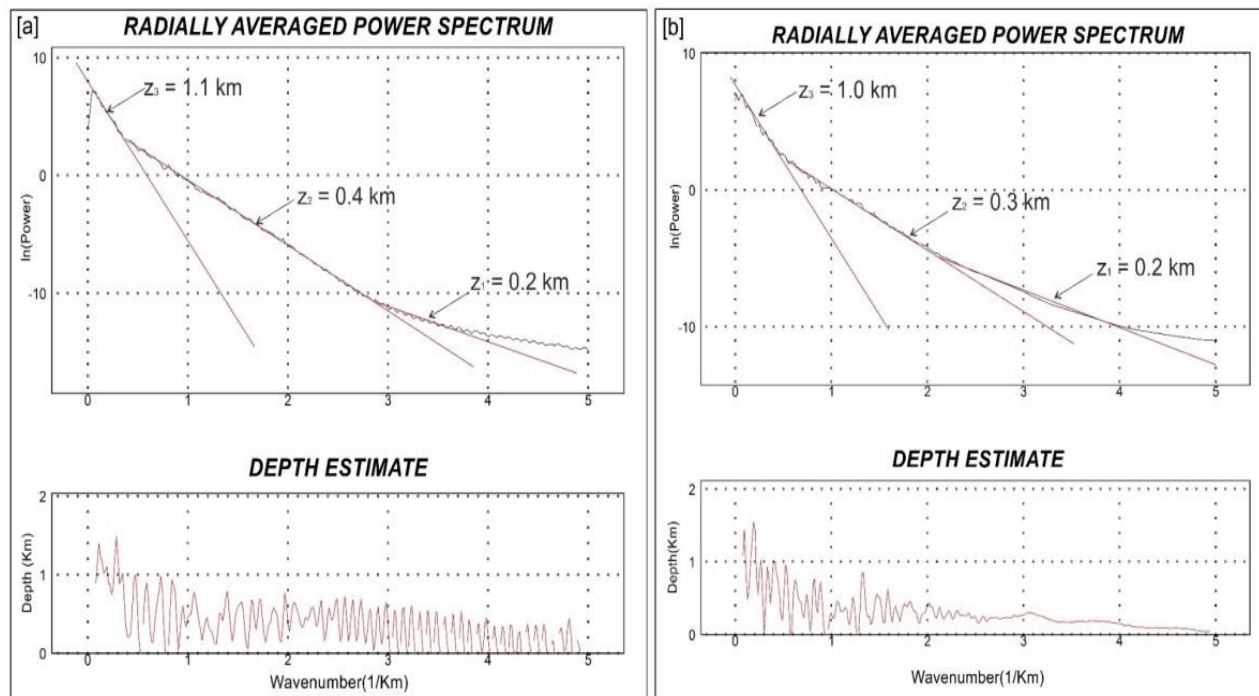 [a]
RADIALLY AVERAGED POWER SPECTRUM
10
0
-10
ln(Power)
z₃ = 1.1 km
z₂ = 0.4 km
z₁ = 0.2 km
0 1 2 3 4 5
DEPTH ESTIMATE
2
1
0
Depth (Km)
0 1 2 3 4 5
Wavenumber(1/Km)
[b]
RADIALLY AVERAGED POWER SPECTRUM
10
0
-10
ln(Power)
z₃ = 1.0 km
z₂ = 0.3 km
z₁ = 0.2 km
0 1 2 3 4 5
DEPTH ESTIMATE
2
1
0
Depth(Km)
0 1 2 3 4 5
Wavenumber(1/Km)